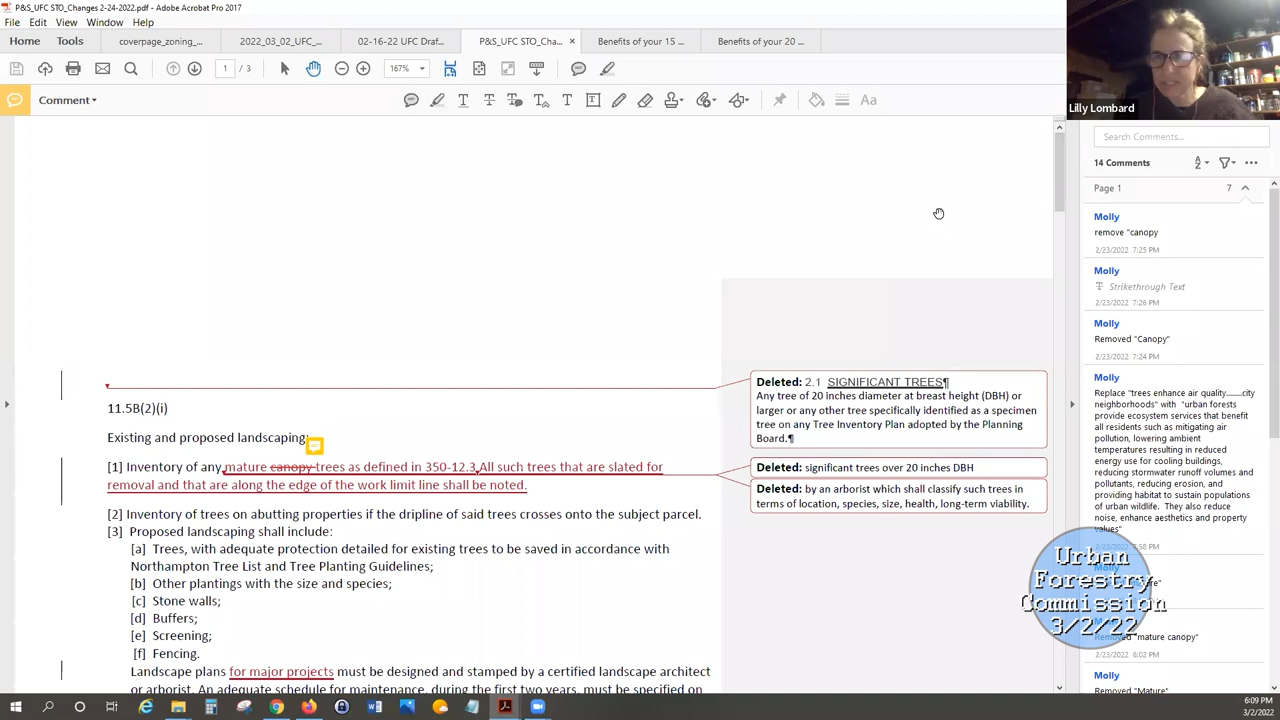 P&S_UFC STO_Changes 2-24-2022.pdf - Adobe Acrobat Pro 2017
File Edit View Window Help
Home Tools coverpage_zoning_... 2022_03_02_UFC_... 02-16-22 UFC Draf... P&S_UFC STO_Cha... × Benefits of your 15 ... Benefits of your 20 ...
1 / 3 167%
Comment
Lilly Lombard
Search Comments...
14 Comments
Page 1 7
Molly
remove "canopy
2/23/2022 7:25 PM
Molly
Strikethrough Text
2/23/2022 7:26 PM
Molly
Removed "Canopy"
2/23/2022 7:24 PM
Molly
Replace "trees enhance air quality.......city
neighborhoods" with "urban forests
provide ecosystem services that benefit
all residents such as mitigating air
pollution, lowering ambient
temperatures resulting in reduced
energy use for cooling buildings,
reducing stormwater runoff volumes and
pollutants, reducing erosion, and
providing habitat to sustain populations
of urban wildlife. They also reduce
noise, enhance aesthetics and property
values"
Removed "mature canopy"
2/23/2022 8:02 PM
Molly
Removed "Mature"
Deleted: 2.1 SIGNIFICANT TREES¶
Any tree of 20 inches diameter at breast height (DBH) or
larger or any other tree specifically identified as a specimen
tree on any Tree Inventory Plan adopted by the Planning
Board.¶
Deleted: significant trees over 20 inches DBH
Deleted: by an arborist which shall classify such trees in
terms of location, species, size, health, long-term viability.
11.5B(2)(i)
Existing and proposed landscaping:
[1] Inventory of any mature canopy trees as defined in 350-12.3 All such trees that are slated for
removal and that are along the edge of the work limit line shall be noted.
[2] Inventory of trees on abutting properties if the dripline of said trees crosses onto the subject parcel.
[3] Proposed landscaping shall include:
[a] Trees, with adequate protection detailed for existing trees to be saved in accordance with
Northampton Tree List and Tree Planting Guidelines;
[b] Other plantings with the size and species;
[c] Stone walls;
[d] Buffers;
[e] Screening;
[f] Fencing.
Landscape plans for major projects must be designed and stamped by a certified landscape architect
or arborist. An adequate schedule for maintenance, during the first two years, must be specified on
Urban
Forestry
Commission
3/2/22
6:09 PM
3/2/2022